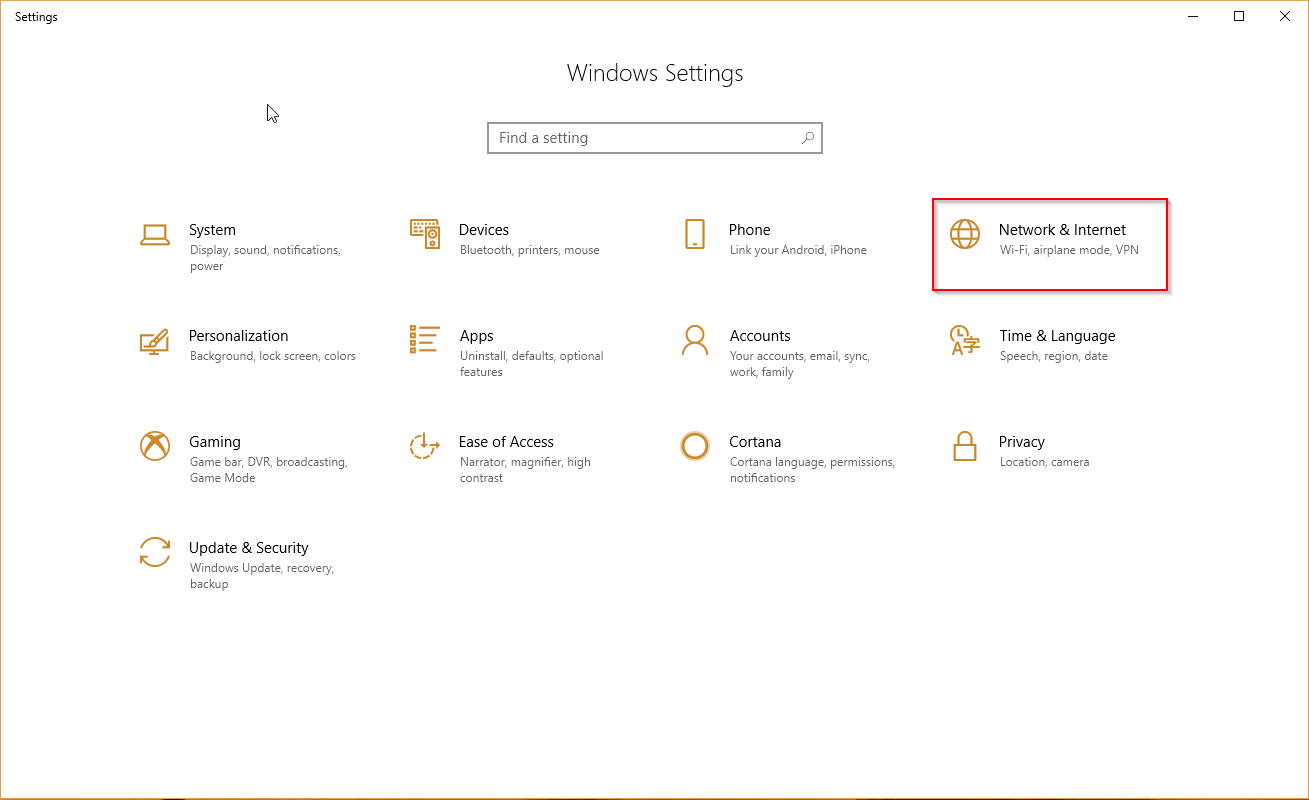 Settings
Windows Settings
Find a setting
System
Display, sound, notifications,
power
Devices
Bluetooth, printers, mouse
Phone
Link your Android, iPhone
Network & Internet
Wi-Fi, airplane mode, VPN
Personalization
Background, lock screen, colors
Apps
Uninstall, defaults, optional
features
Accounts
Your accounts, email, sync,
work, family
Time & Language
Speech, region, date
Gaming
Game bar, DVR, broadcasting,
Game Mode
Ease of Access
Narrator, magnifier, high
contrast
Cortana
Cortana language, permissions,
notifications
Privacy
Location, camera
Update & Security
Windows Update, recovery,
backup